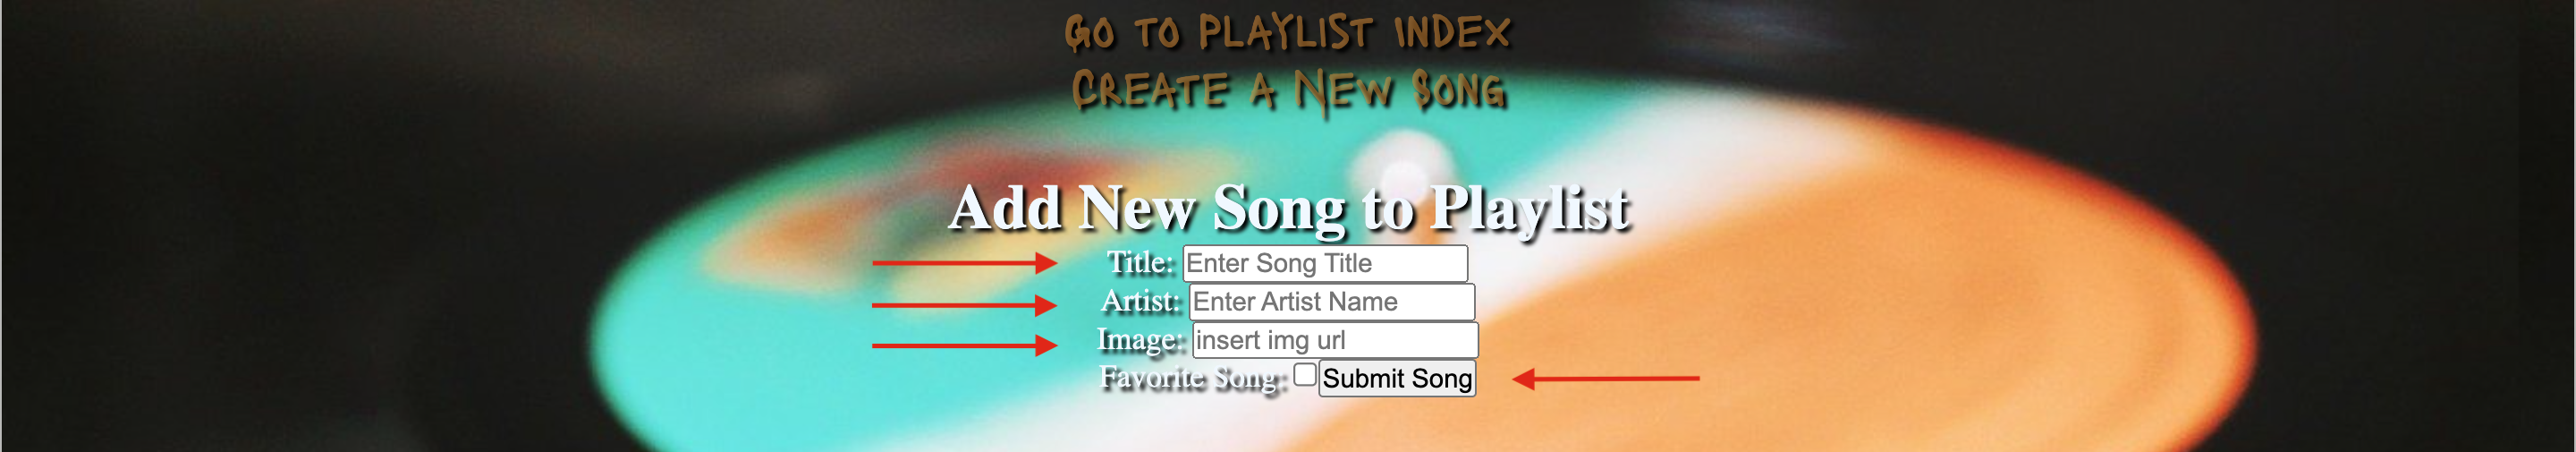 Go to Playlist Index
Create a New Song
Add New Song to Playlist
Title: Enter Song Title
Artist: Enter Artist Name
Image: insert img url
Favorite Song: Submit Song